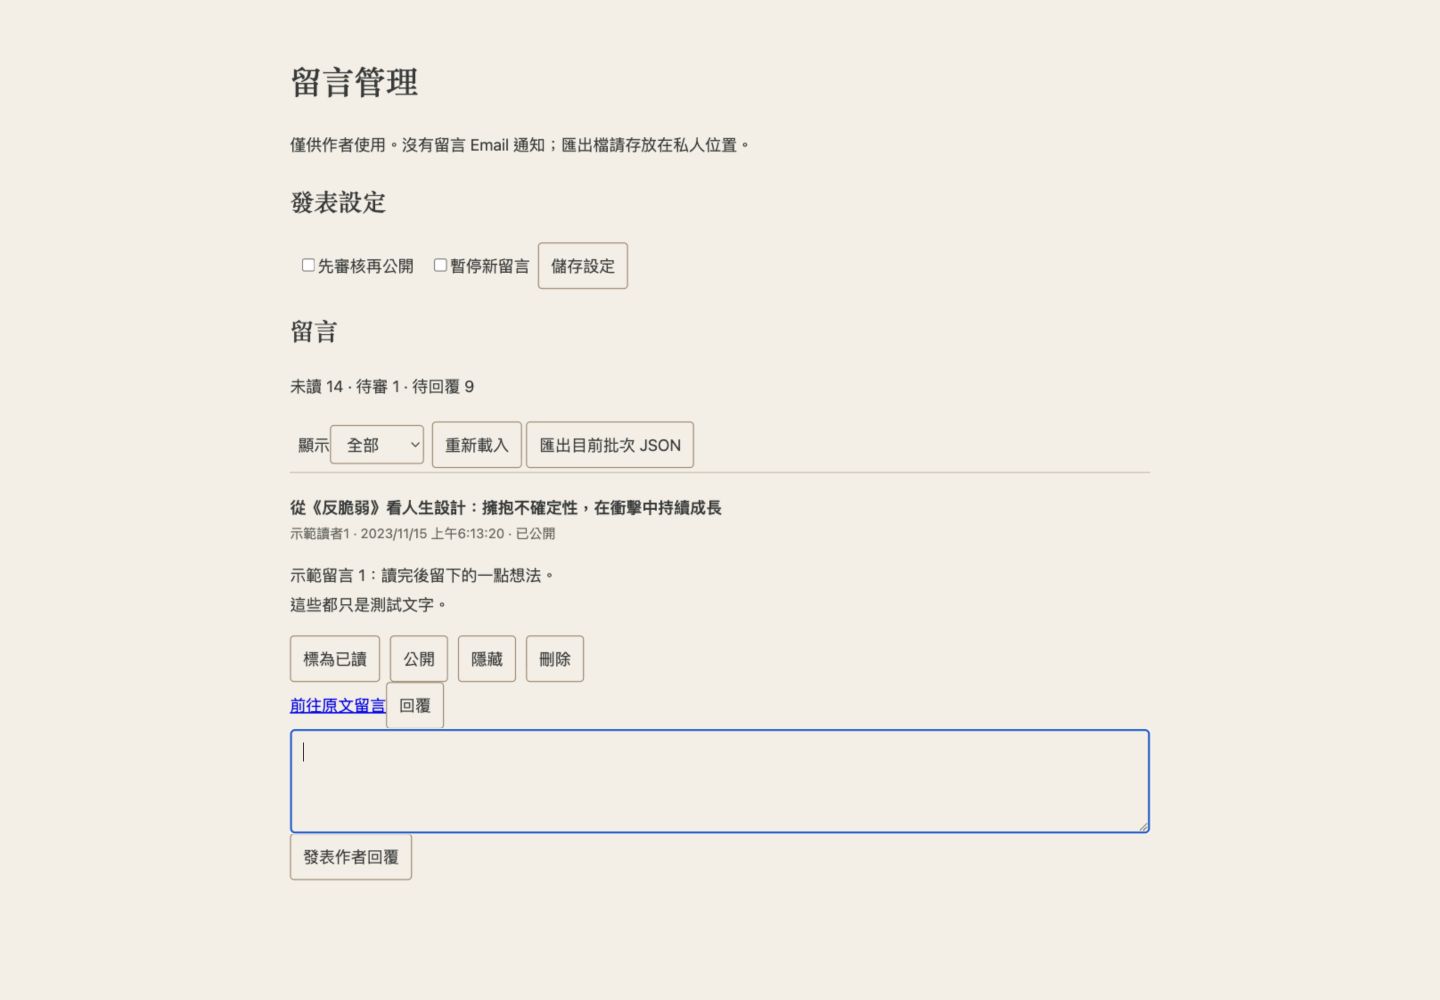 留言管理
僅供作者使用。沒有留言 Email 通知；匯出檔請存放在私人位置。
發表設定
先審核再公開 暫停新留言 儲存設定
留言
未讀 14 · 待審 1 · 待回覆 9
顯示 全部 重新載入 匯出目前批次 JSON
從《反脆弱》看人生設計：擁抱不確定性，在衝擊中持續成長
示範讀者1 · 2023/11/15 上午6:13:20 · 已公開
示範留言 1：讀完後留下的一點想法。
這些都只是測試文字。
標為已讀 公開 隱藏 刪除
前往原文留言 回覆
發表作者回覆